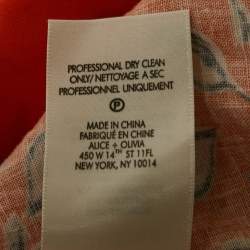 PROFESSIONAL DRY CLEAN
ONLY/ NETTOYAGE A SEC
PROFESSIONNEL UNIQUEMENT
P
MADE IN CHINA
FABRIQUÉ EN CHINE
ALICE + OLIVIA
450 W 14TH ST 11FL
NEW YORK, NY 10014